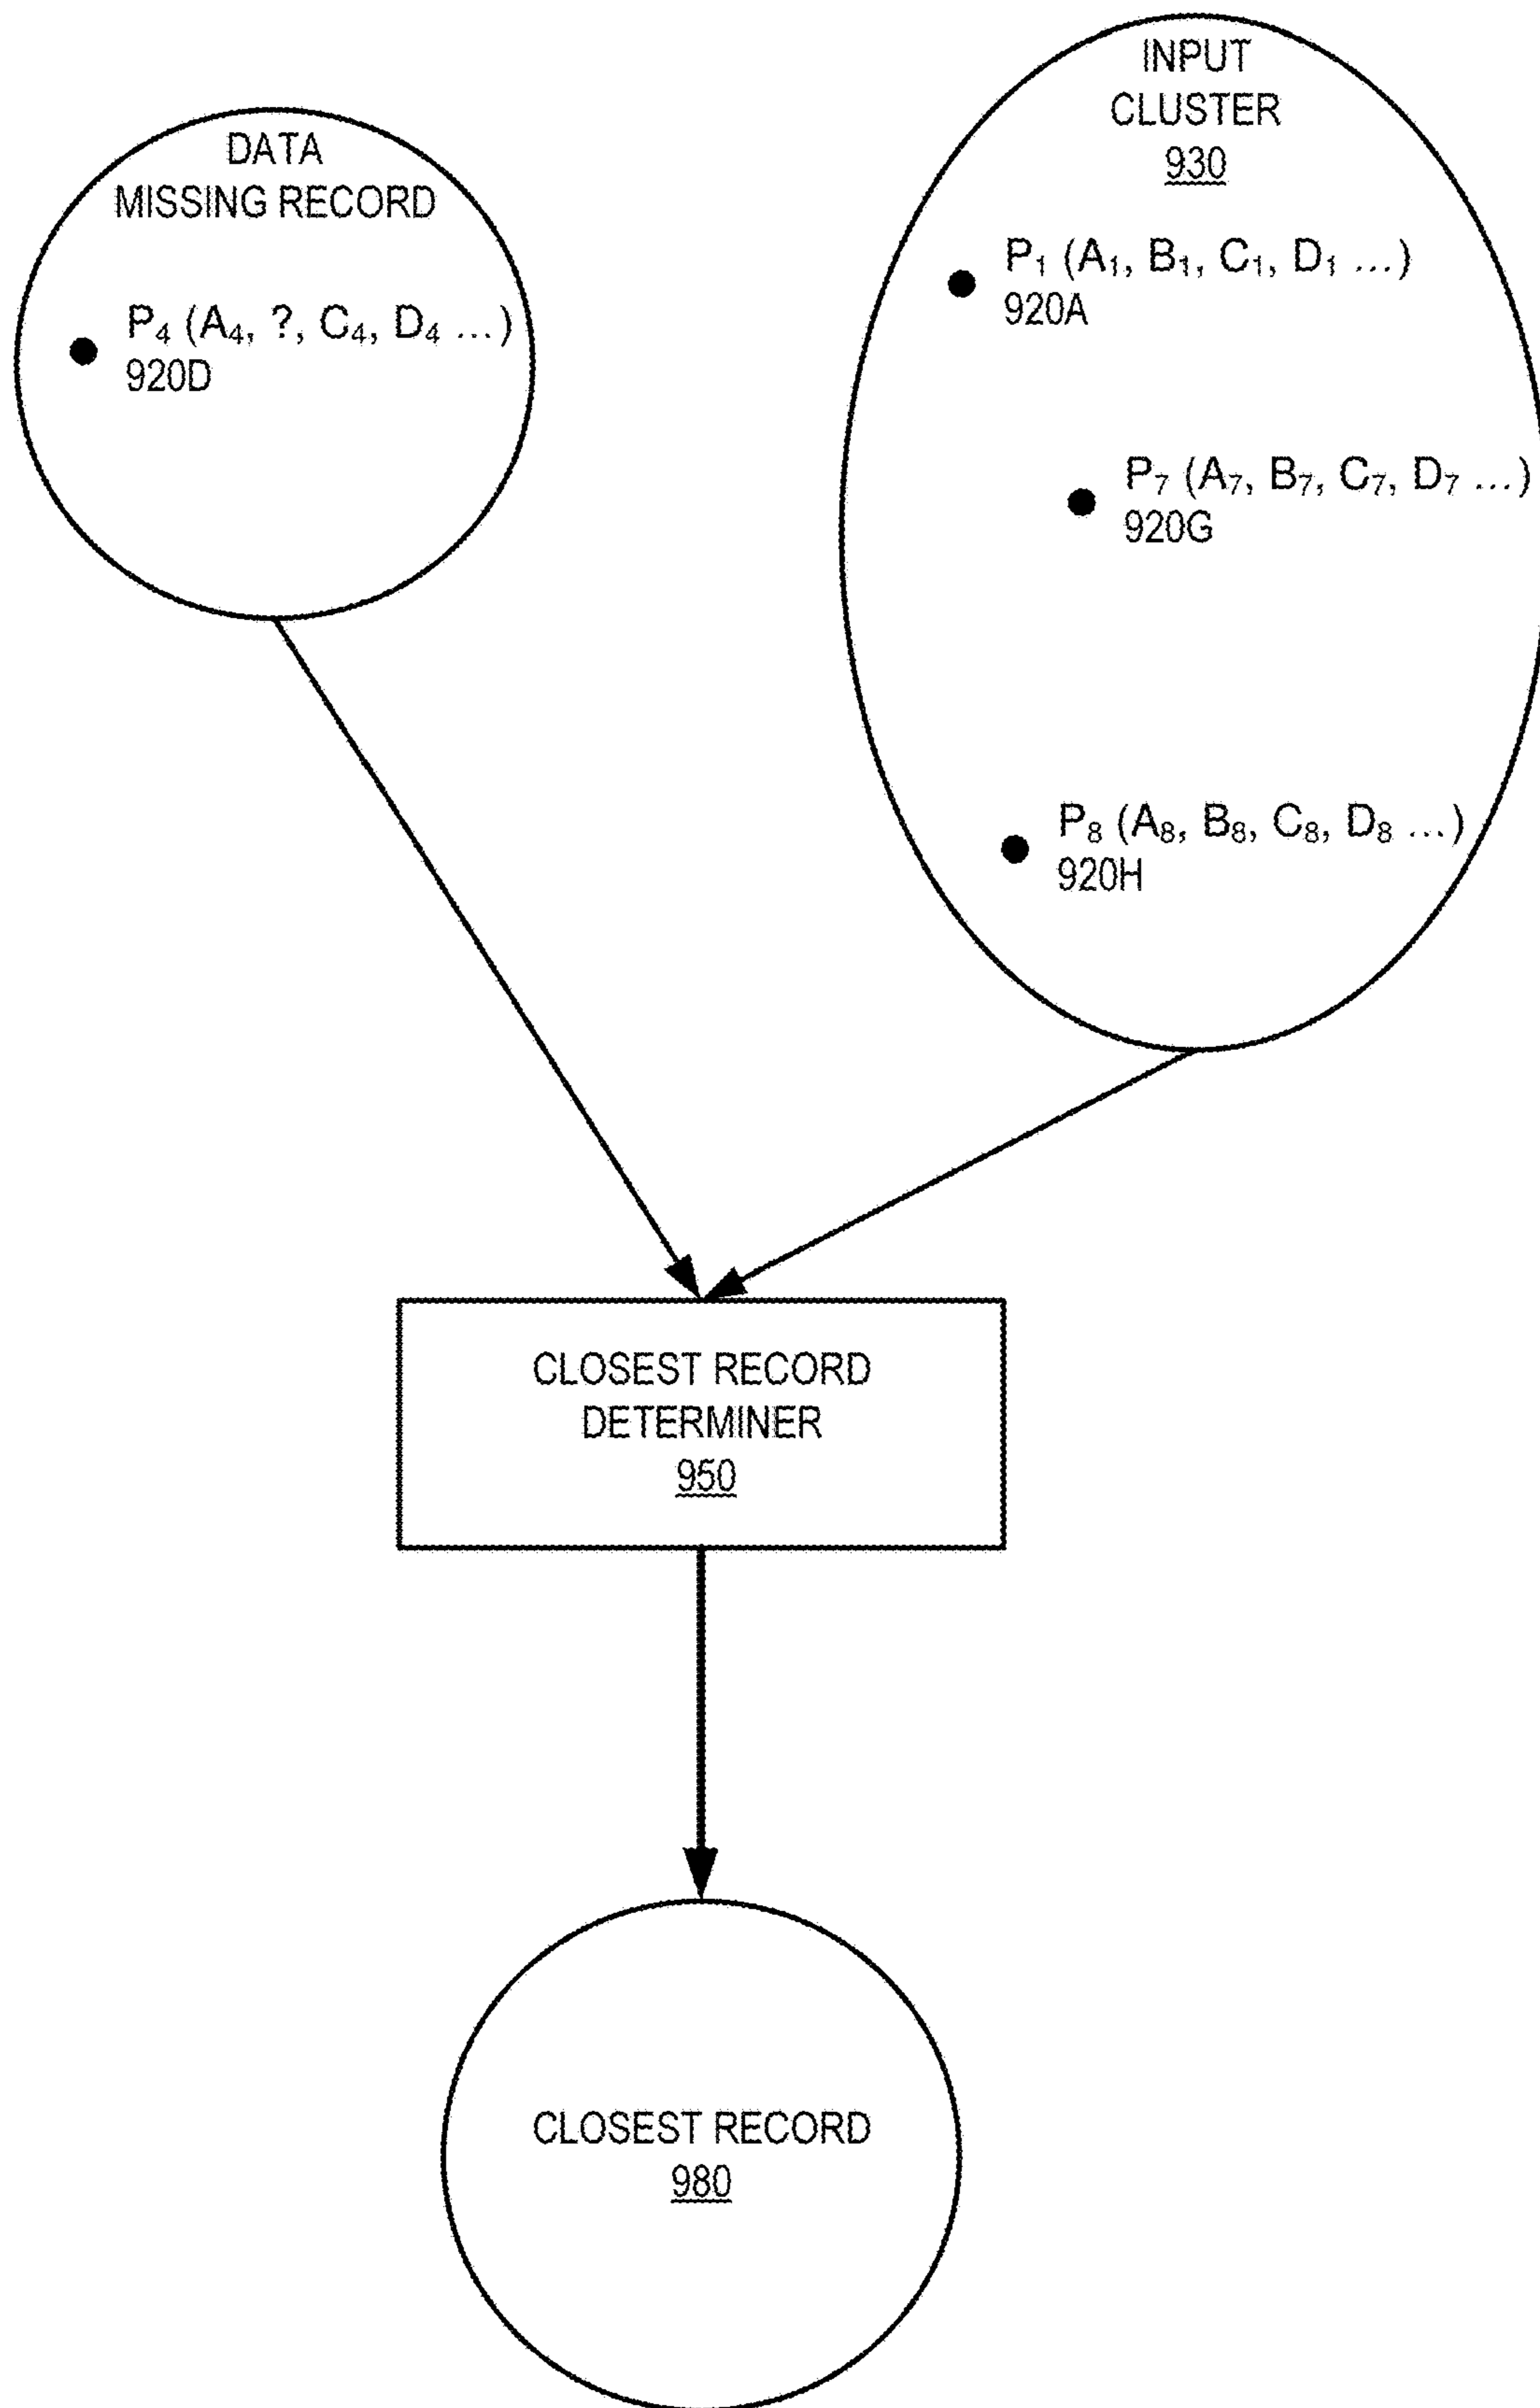 DATA
MISSING RECORD
P₄ (A₄, ?, C₄, D₄ ...)
920D
INPUT
CLUSTER
930
P₁ (A₁, B₁, C₁, D₁ ...)
920A
P₇ (A₇, B₇, C₇, D₇ ...)
920G
P₈ (A₈, B₈, C₈, D₈ ...)
920H
CLOSEST RECORD
DETERMINER
950
CLOSEST RECORD
980